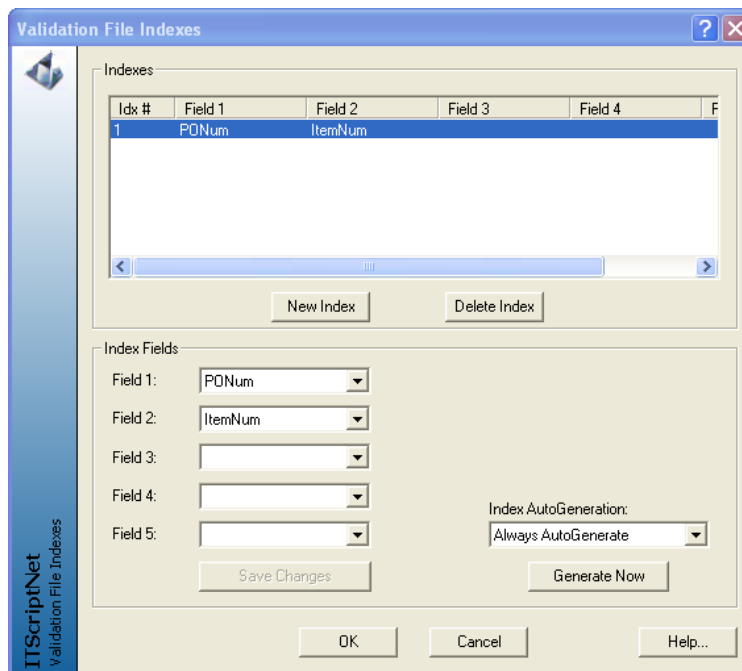 Validation File Indexes
Indexes
Idx # Field 1 Field 2 Field 3 Field 4 F
1 PONum ItemNum
New Index Delete Index
Index Fields
Field 1: PONum
Field 2: ItemNum
Field 3:
Field 4:
Index AutoGeneration:
Field 5: Always AutoGenerate
Save Changes Generate Now
OK Cancel Help...
ITScriptNet
Validation File Indexes